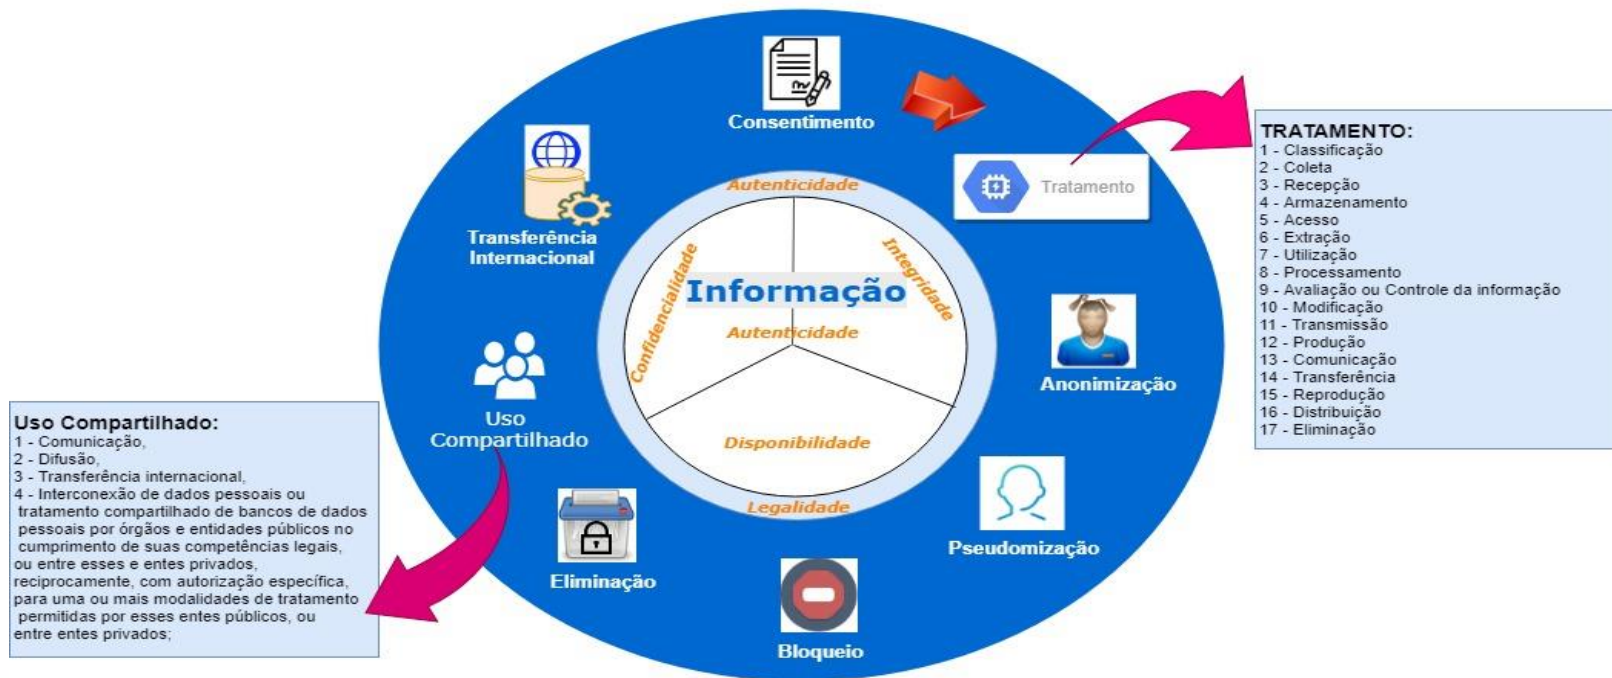 Consentimento
Tratamento
Transferência
Internacional
Autenticidade
Confidencialidade
Integridade
Informação
Autenticidade
Disponibilidade
Legalidade
Anonimização
Pseudomização
Bloqueio
Eliminação
Uso
Compartilhado
TRATAMENTO:
1 - Classificação
2 - Coleta
3 - Recepção
4 - Armazenamento
5 - Acesso
6 - Extração
7 - Utilização
8 - Processamento
9 - Avaliação ou Controle da informação
10 - Modificação
11 - Transmissão
12 - Produção
13 - Comunicação
14 - Transferência
15 - Reprodução
16 - Distribuição
17 - Eliminação
Uso Compartilhado:
1 - Comunicação,
2 - Difusão,
3 - Transferência internacional,
4 - Interconexão de dados pessoais ou
tratamento compartilhado de bancos de dados
pessoais por órgãos e entidades públicos no
cumprimento de suas competências legais,
ou entre esses e entes privados,
reciprocamente, com autorização específica,
para uma ou mais modalidades de tratamento
permitidas por esses entes públicos, ou
entre entes privados;